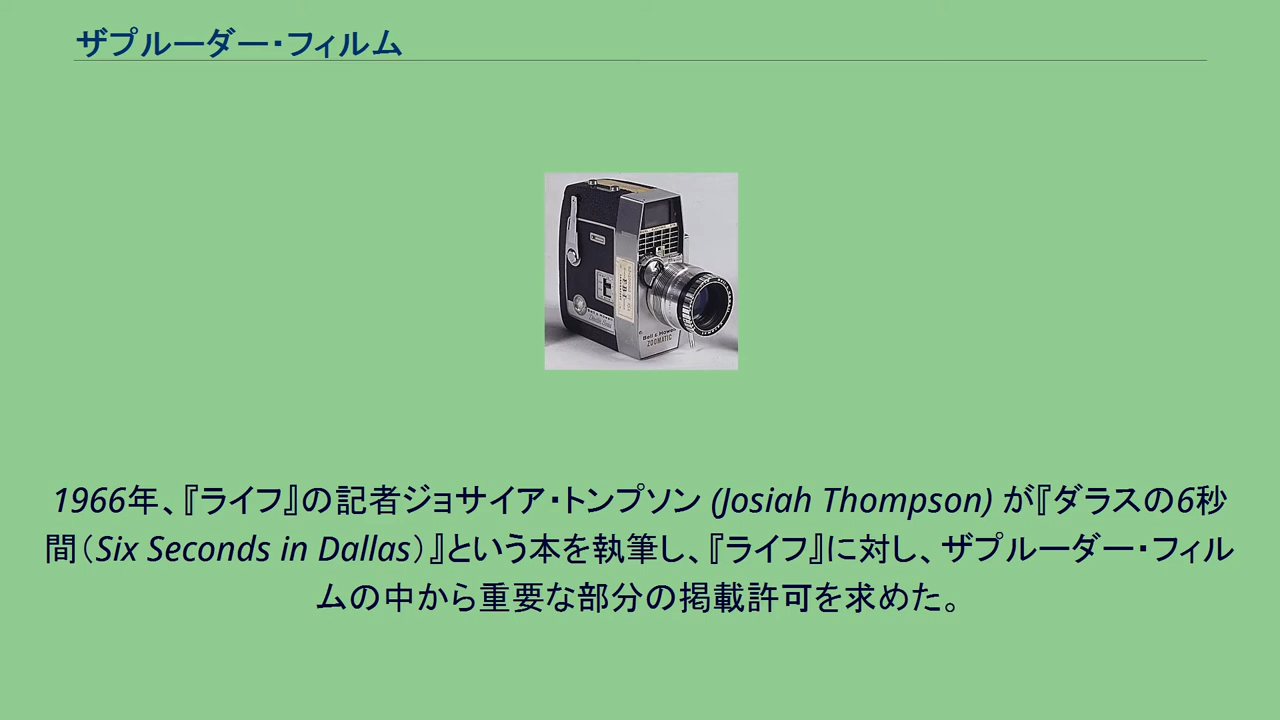 ザプルーダー・フィルム
Bell & Howell
ZOOMATIC
1966年、『ライフ』の記者ジョサイア・トンプソン (Josiah Thompson) が『ダラスの6秒
間（Six Seconds in Dallas）』という本を執筆し、『ライフ』に対し、ザプルーダー・フィル
ムの中から重要な部分の掲載許可を求めた。